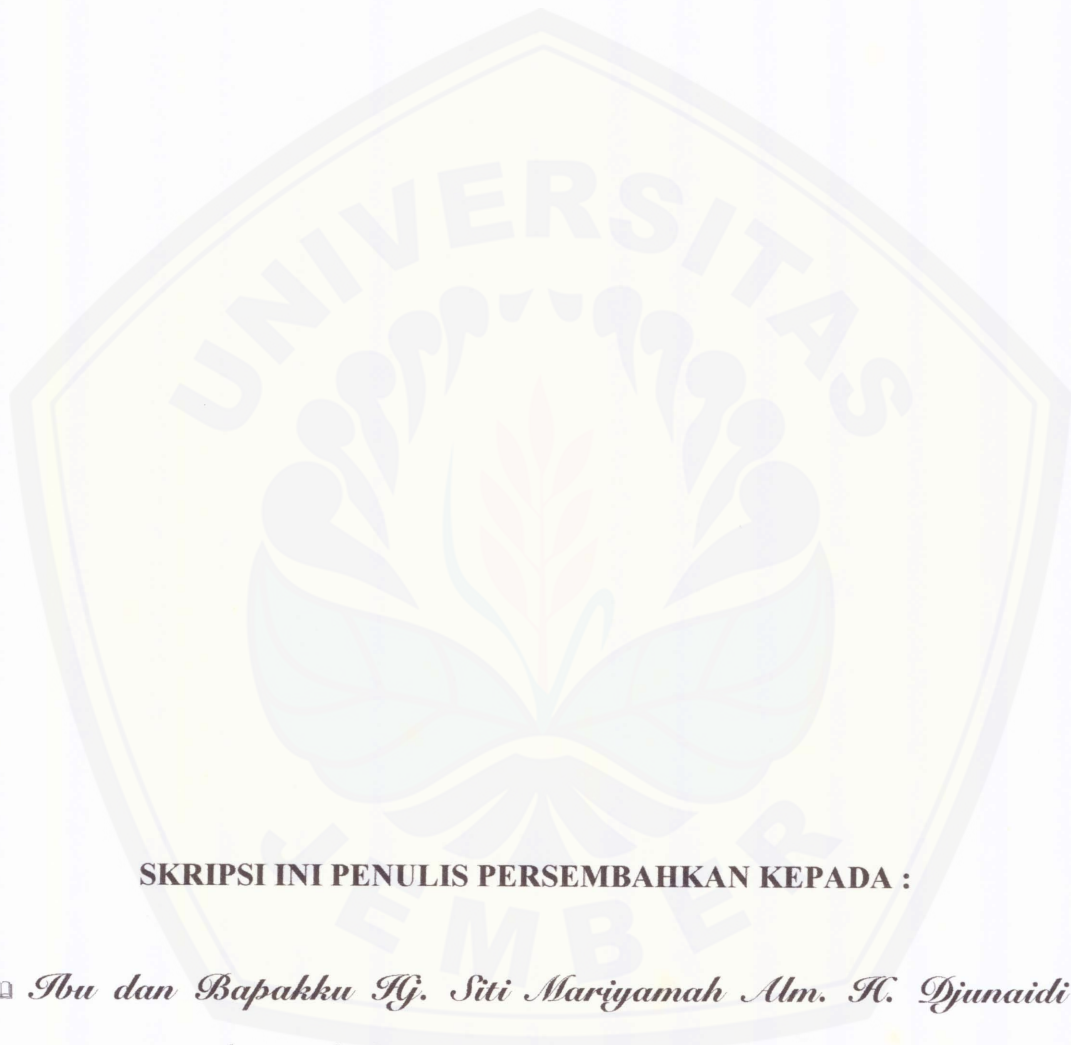 UNIVERSITAS
JEMBER
SKRIPSI INI PENULIS PERSEMBAHKAN KEPADA :
Ibu dan Bapakku Hj. Siti Mariyamah Alm. H. Djunaidi